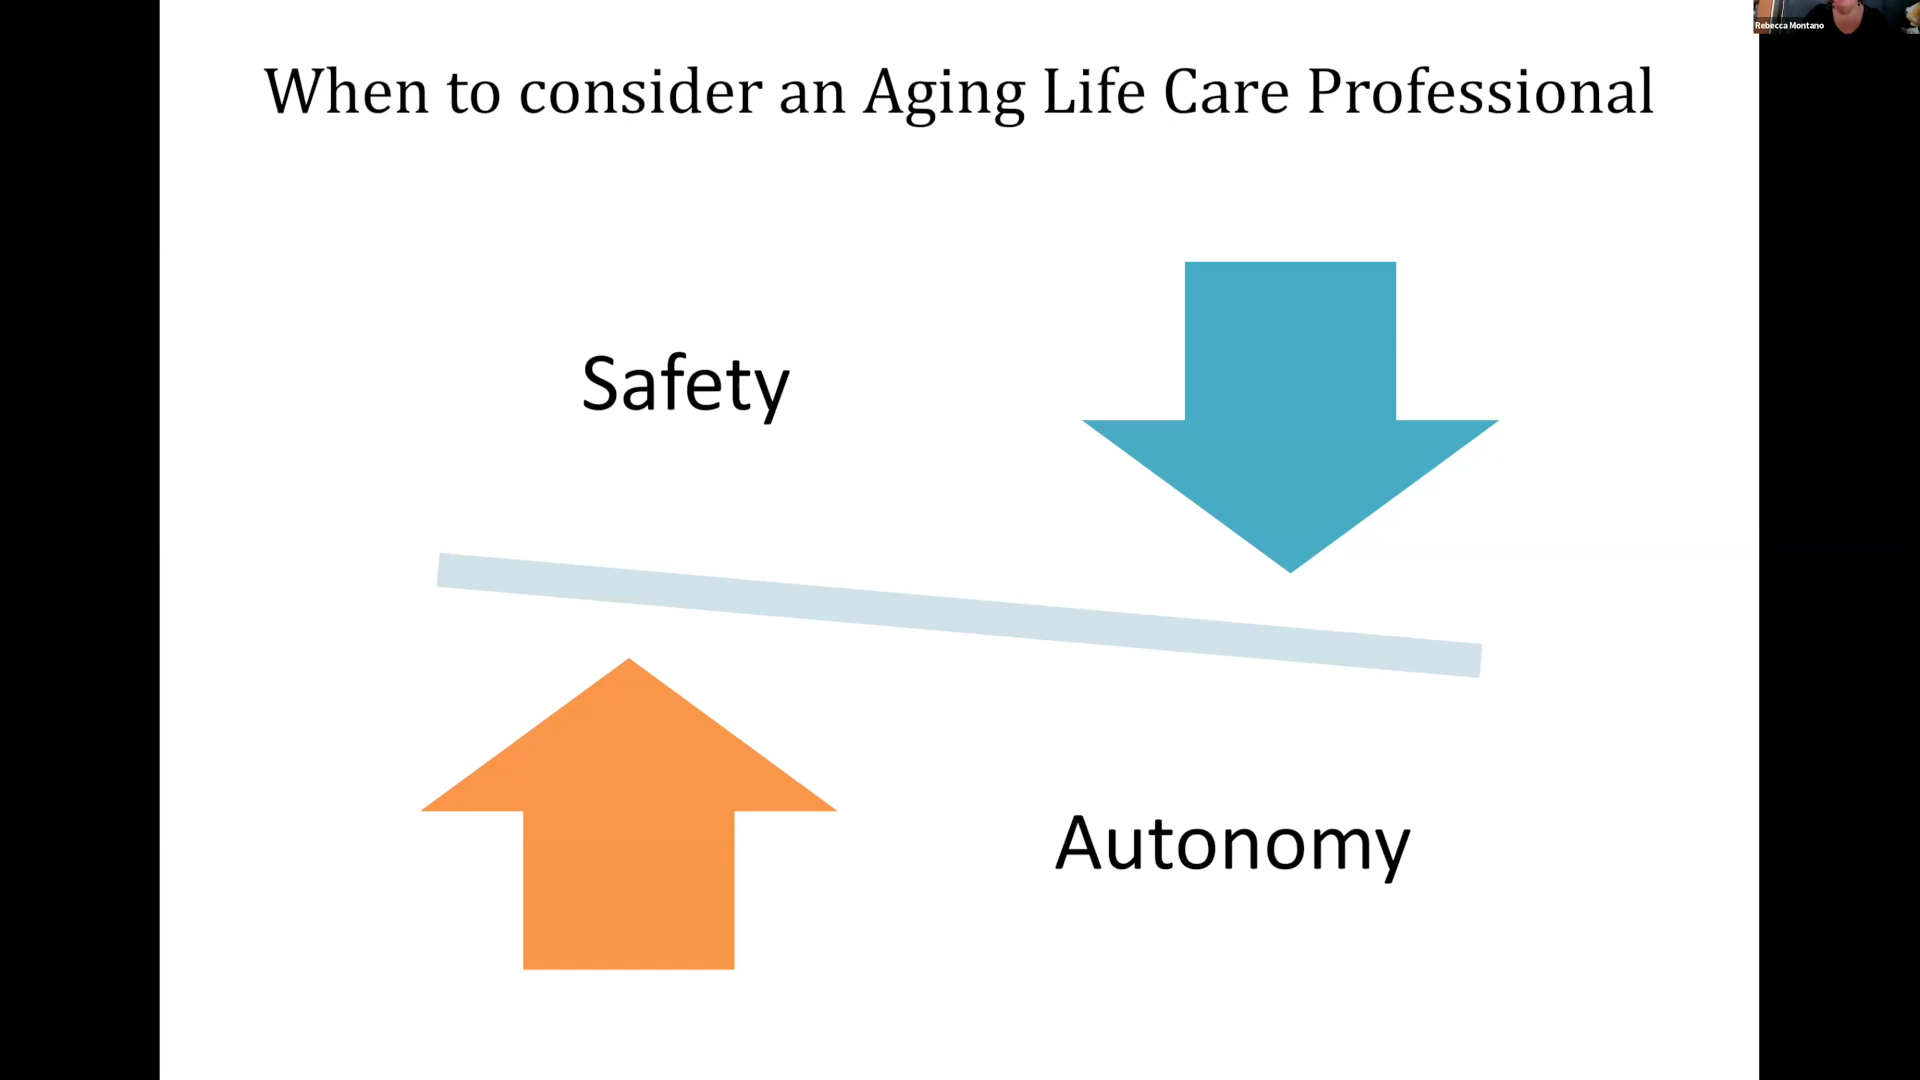 Rebecca Montano
When to consider an Aging Life Care Professional
Safety
Autonomy